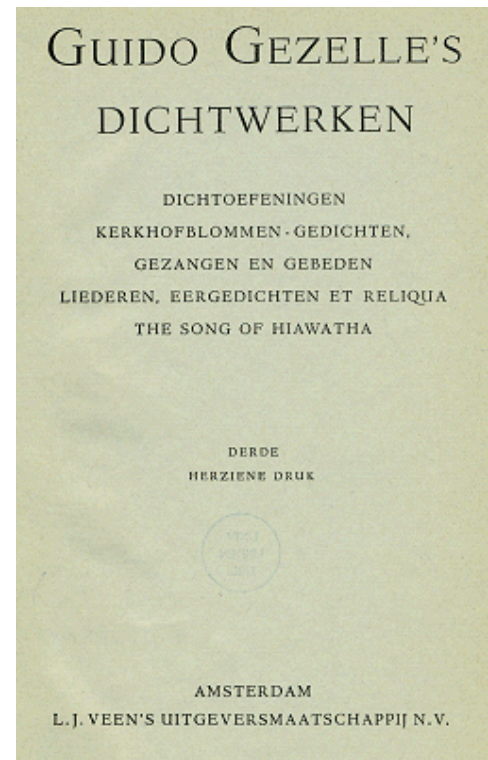 GUIDO GEZELLE'S
DICHTWERKEN
DICHTOEFENINGEN
KERKHOFBLOMMEN - GEDICHTEN,
GEZANGEN EN GEBEDEN
LIEDEREN, EERGEDICHTEN ET RELIQUA
THE SONG OF HIAWATHA
DERDE
HERZIENE DRUK
AMSTERDAM
L.J. VEEN'S UITGEVERSMAATSCHAPPIJ N.V.